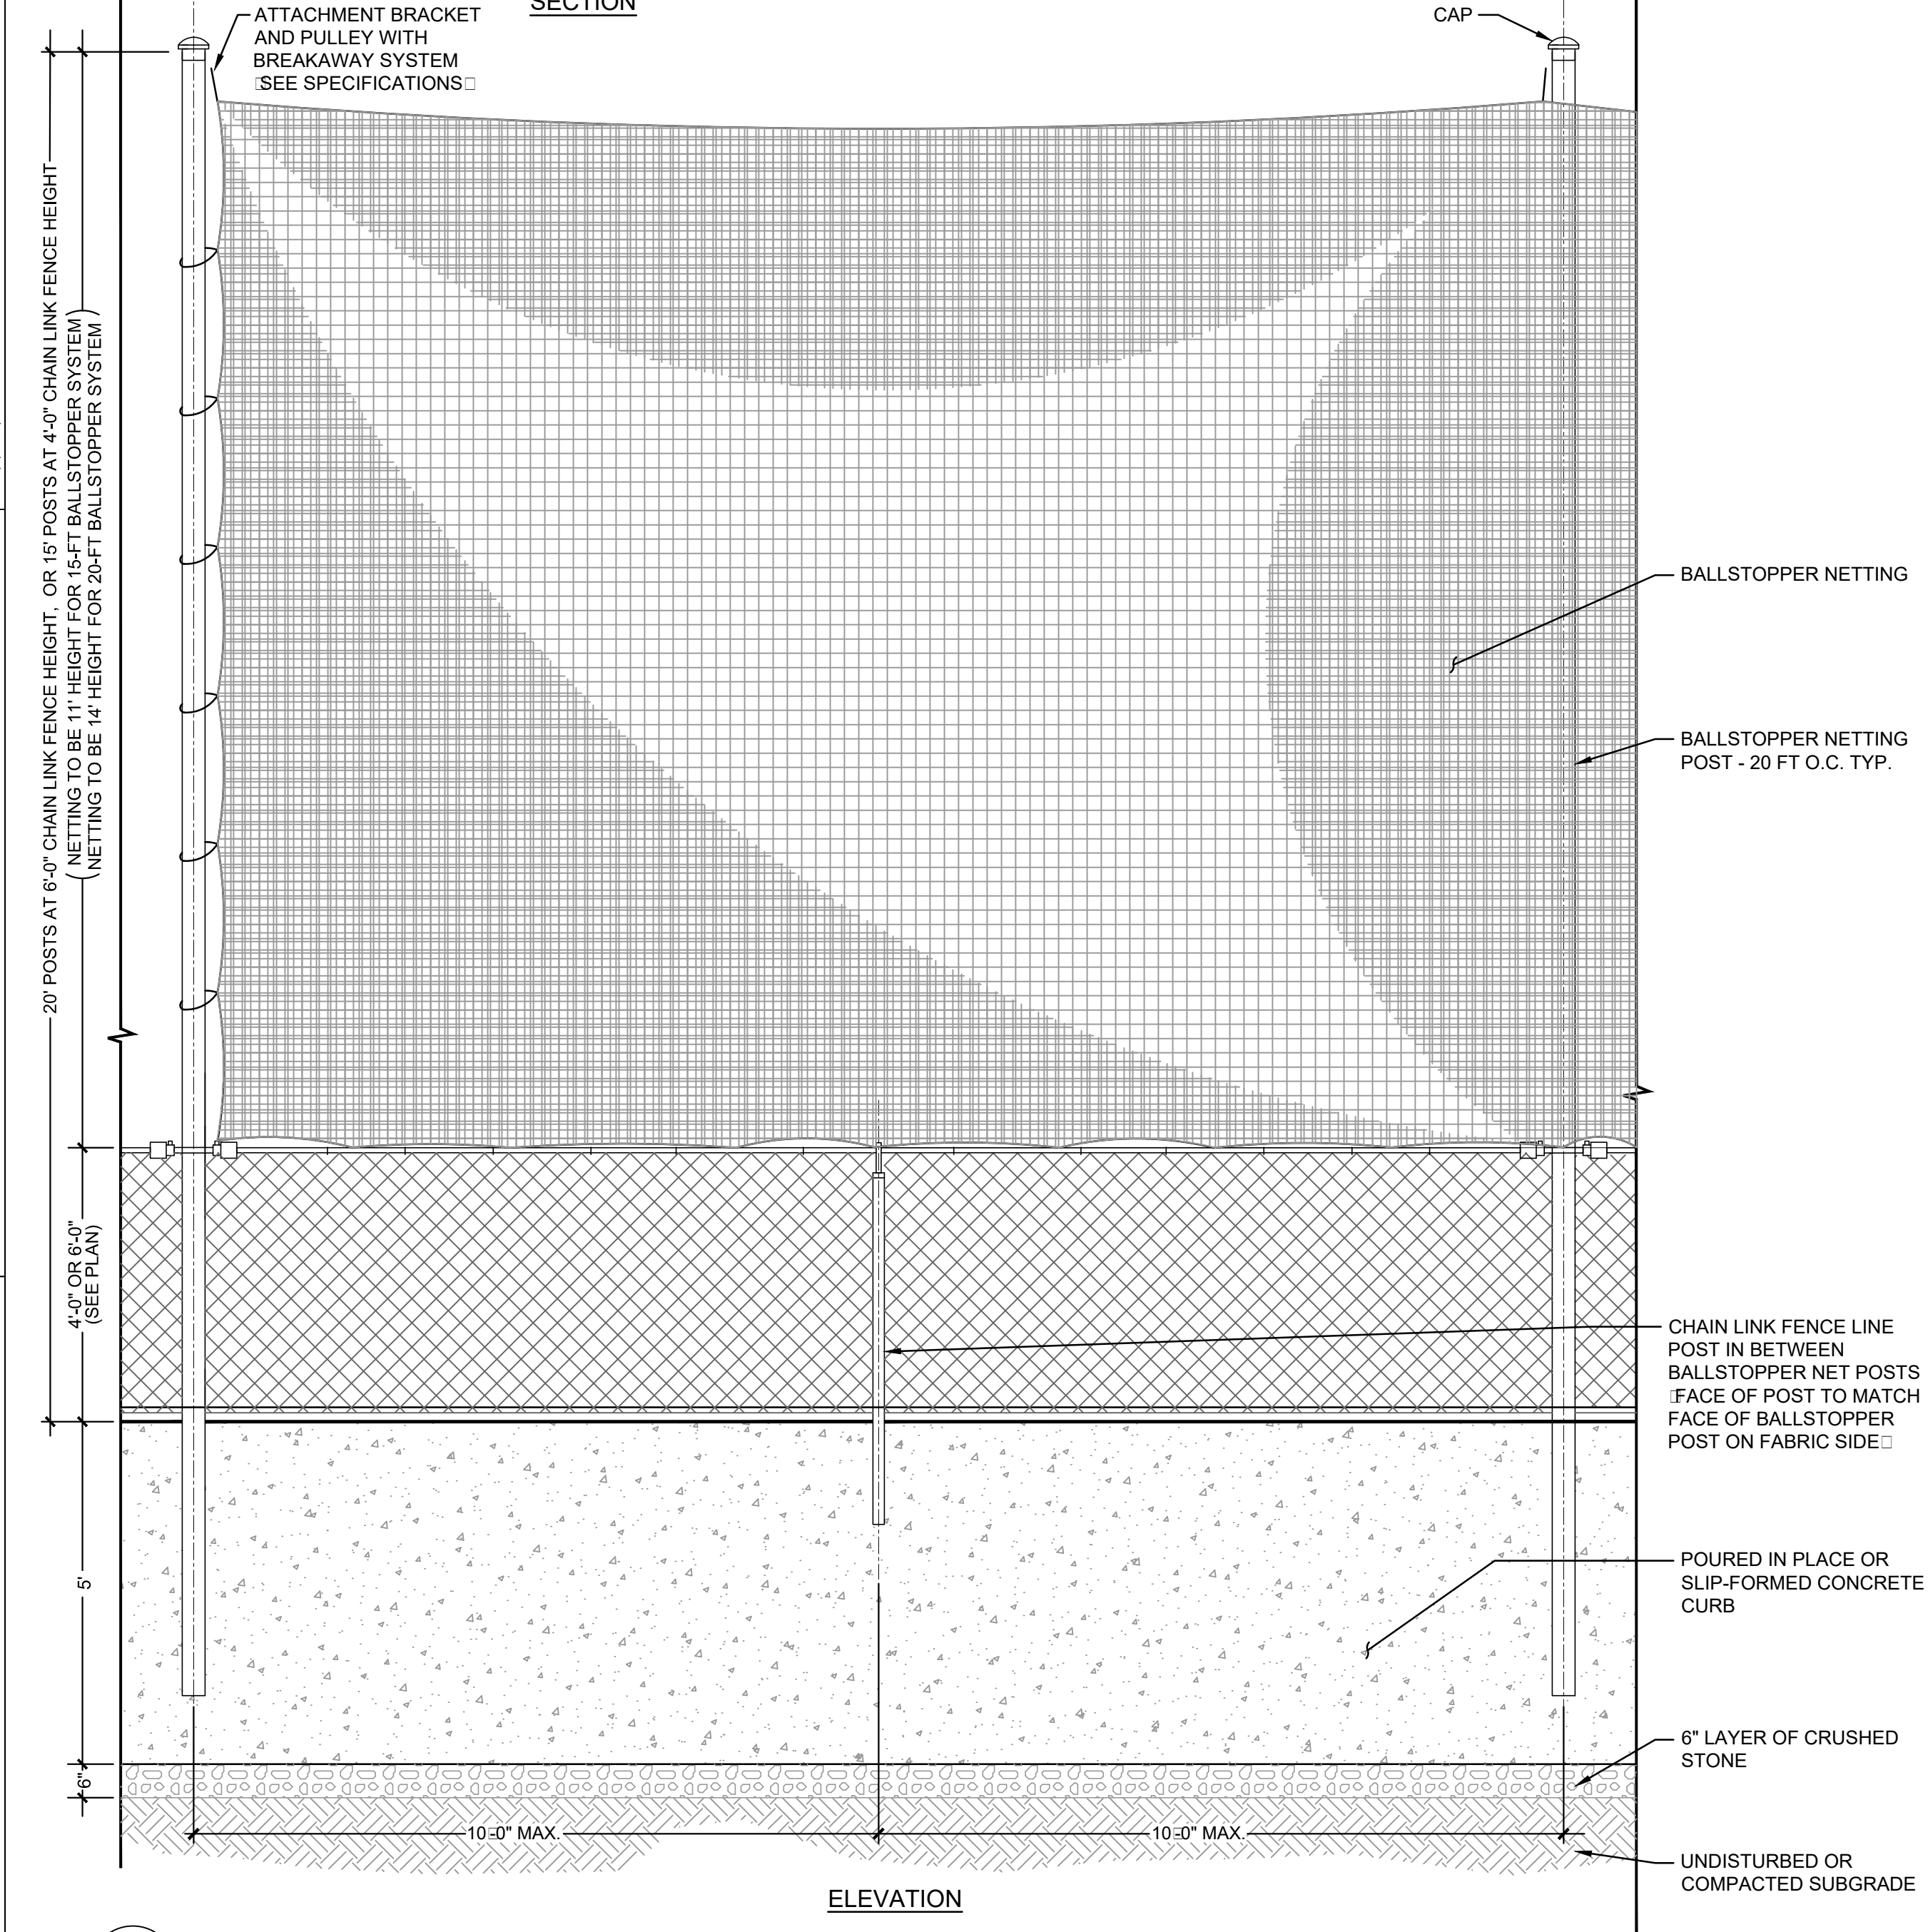 SECTION
ATTACHMENT BRACKET
AND PULLEY WITH
BREAKAWAY SYSTEM
SEE SPECIFICATIONS
CAP
20' POSTS AT 6'-0" CHAIN LINK FENCE HEIGHT, OR 15' POSTS AT 4'-0" CHAIN LINK FENCE HEIGHT
(NETTING TO BE 11' HEIGHT FOR 15-FT BALLSTOPPER SYSTEM)
(NETTING TO BE 14' HEIGHT FOR 20-FT BALLSTOPPER SYSTEM)
BALLSTOPPER NETTING
BALLSTOPPER NETTING
POST - 20 FT O.C. TYP.
4'-0" OR 6'-0"
(SEE PLAN)
CHAIN LINK FENCE LINE
POST IN BETWEEN
BALLSTOPPER NET POSTS
FACE OF POST TO MATCH
FACE OF BALLSTOPPER
POST ON FABRIC SIDE
5'
POURED IN PLACE OR
SLIP-FORMED CONCRETE
CURB
6"
6" LAYER OF CRUSHED
STONE
10-0" MAX.
10-0" MAX.
UNDISTURBED OR
COMPACTED SUBGRADE
ELEVATION